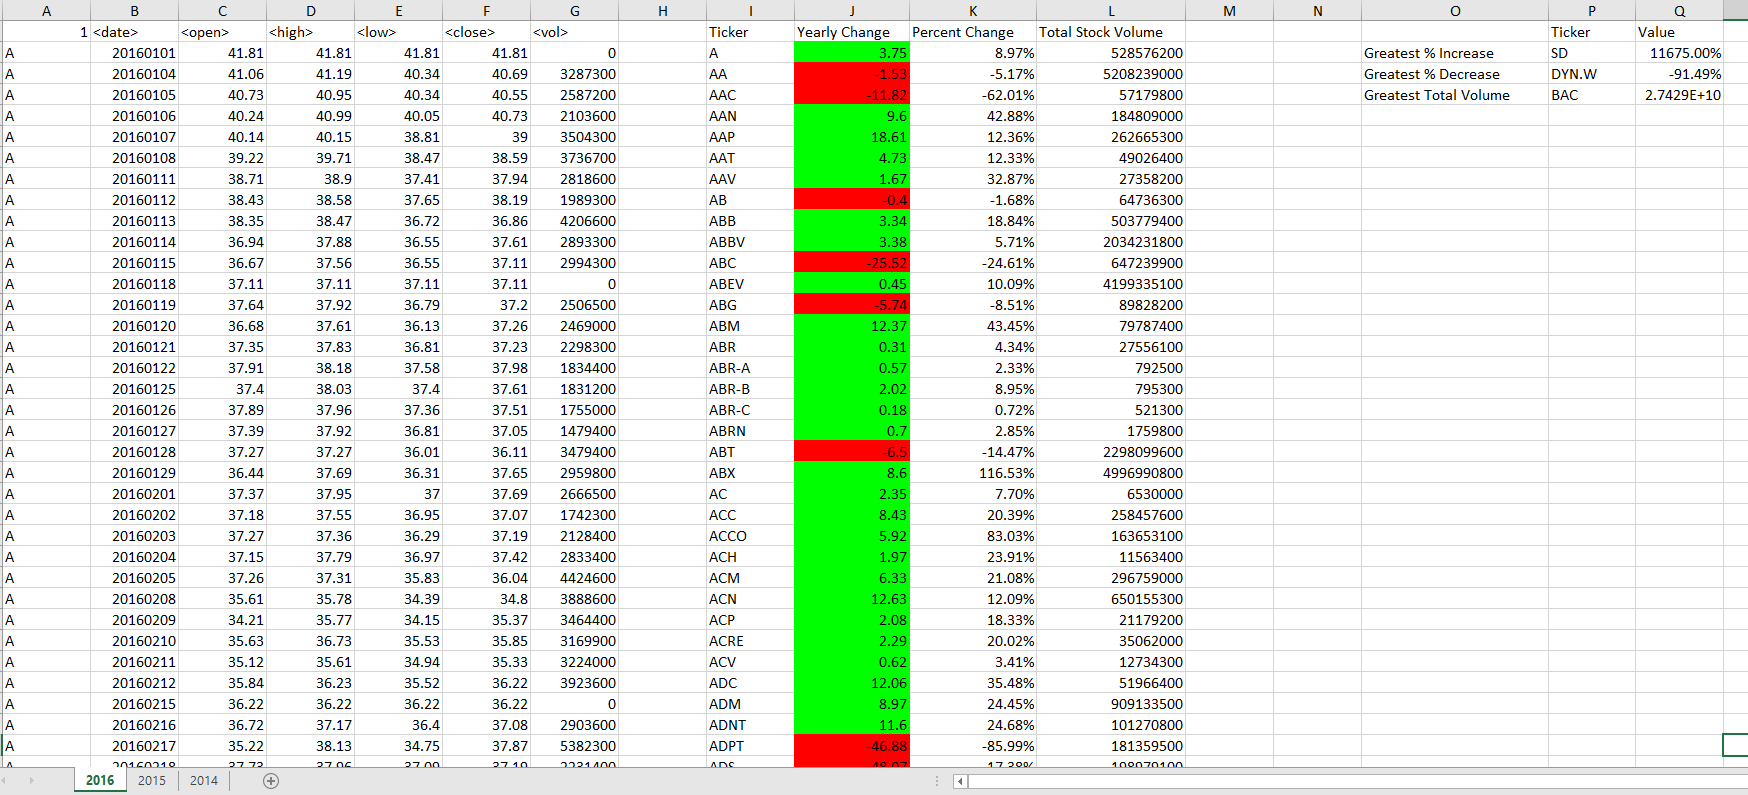 A B C D E F G H I J K L M N O P Q
1 <date> <open> <high> <low> <close> <vol> Ticker Yearly Change Percent Change Total Stock Volume Ticker Value
A 20160101 41.81 41.81 41.81 41.81 0 A 3.75 8.97% 528576200 Greatest % Increase SD 11675.00%
A 20160104 41.06 41.19 40.34 40.69 3287300 AA -1.53 -5.17% 5208239000 Greatest % Decrease DYN.W -91.49%
A 20160105 40.73 40.95 40.34 40.55 2587200 AAC -11.82 -62.01% 57179800 Greatest Total Volume BAC 2.7429E+10
A 20160106 40.24 40.99 40.05 40.73 2103600 AAN 9.6 42.88% 184809000
A 20160107 40.14 40.15 38.81 39 3504300 AAP 18.61 12.36% 262665300
A 20160108 39.22 39.71 38.47 38.59 3736700 AAT 4.73 12.33% 49026400
A 20160111 38.71 38.9 37.41 37.94 2818600 AAV 1.67 32.87% 27358200
A 20160112 38.43 38.58 37.65 38.19 1989300 AB -0.4 -1.68% 64736300
A 20160113 38.35 38.47 36.72 36.86 4206600 ABB 3.34 18.84% 503779400
A 20160114 36.94 37.88 36.55 37.61 2893300 ABBV 3.38 5.71% 2034231800
A 20160115 36.67 37.56 36.55 37.11 2994300 ABC -25.52 -24.61% 647239900
A 20160118 37.11 37.11 37.11 37.11 0 ABEV 0.45 10.09% 4199335100
A 20160119 37.64 37.92 36.79 37.2 2506500 ABG -5.74 -8.51% 89828200
A 20160120 36.68 37.61 36.13 37.26 2469000 ABM 12.37 43.45% 79787400
A 20160121 37.35 37.83 36.81 37.23 2298300 ABR 0.31 4.34% 27556100
A 20160122 37.91 38.18 37.58 37.98 1834400 ABR-A 0.57 2.33% 792500
A 20160125 37.4 38.03 37.4 37.61 1831200 ABR-B 2.02 8.95% 795300
A 20160126 37.89 37.96 37.36 37.51 1755000 ABR-C 0.18 0.72% 521300
A 20160127 37.39 37.92 36.81 37.05 1479400 ABRN 0.7 2.85% 1759800
A 20160128 37.27 37.27 36.01 36.11 3479400 ABT -6.5 -14.47% 2298099600
A 20160129 36.44 37.69 36.31 37.65 2959800 ABX 8.6 116.53% 4996990800
A 20160201 37.37 37.95 37 37.69 2666500 AC 2.35 7.70% 6530000
A 20160202 37.18 37.55 36.95 37.07 1742300 ACC 8.43 20.39% 258457600
A 20160203 37.27 37.36 36.29 37.19 2128400 ACCO 5.92 83.03% 163653100
A 20160204 37.15 37.79 36.97 37.42 2833400 ACH 1.97 23.91% 11563400
A 20160205 37.26 37.31 35.83 36.04 4424600 ACM 6.33 21.08% 296759000
A 20160208 35.61 35.78 34.39 34.8 3888600 ACN 12.63 12.09% 650155300
A 20160209 34.21 35.77 34.15 35.37 3464400 ACP 2.08 18.33% 21179200
A 20160210 35.63 36.73 35.53 35.85 3169900 ACRE 2.29 20.02% 35062000
A 20160211 35.12 35.61 34.94 35.33 3224000 ACV 0.62 3.41% 12734300
A 20160212 35.84 36.23 35.52 36.22 3923600 ADC 12.06 35.48% 51966400
A 20160215 36.22 36.22 36.22 36.22 0 ADM 8.97 24.45% 909133500
A 20160216 36.72 37.17 36.4 37.08 2903600 ADNT 11.6 24.68% 101270800
A 20160217 35.22 38.13 34.75 37.87 5382300 ADPT -46.88 -85.99% 181359500
2016 2015 2014